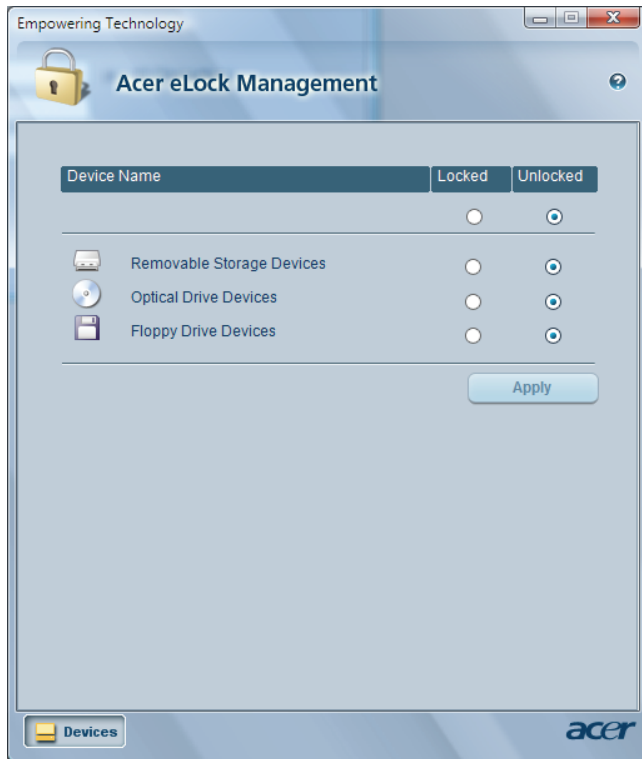 Empowering Technology
Acer eLock Management
Device Name Locked Unlocked
Removable Storage Devices
Optical Drive Devices
Floppy Drive Devices
Apply
Devices
acer